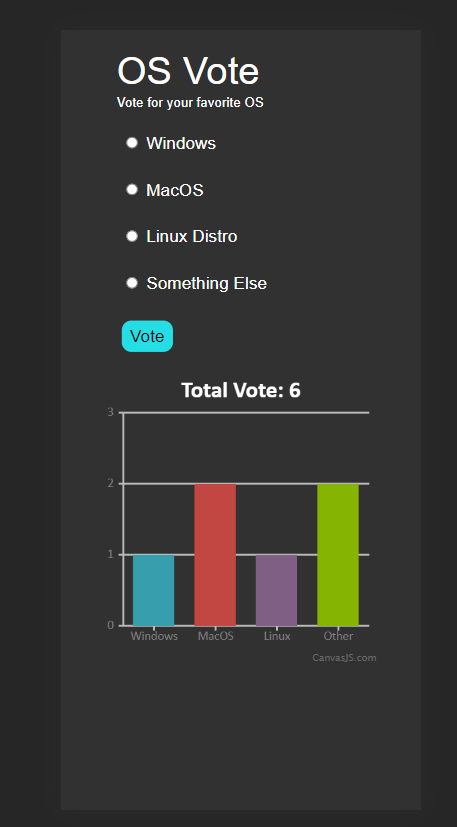 OS Vote
Vote for your favorite OS
Windows
MacOS
Linux Distro
Something Else
Vote
Total Vote: 6
3
2
1
0
Windows MacOS Linux Other
CanvasJS.com